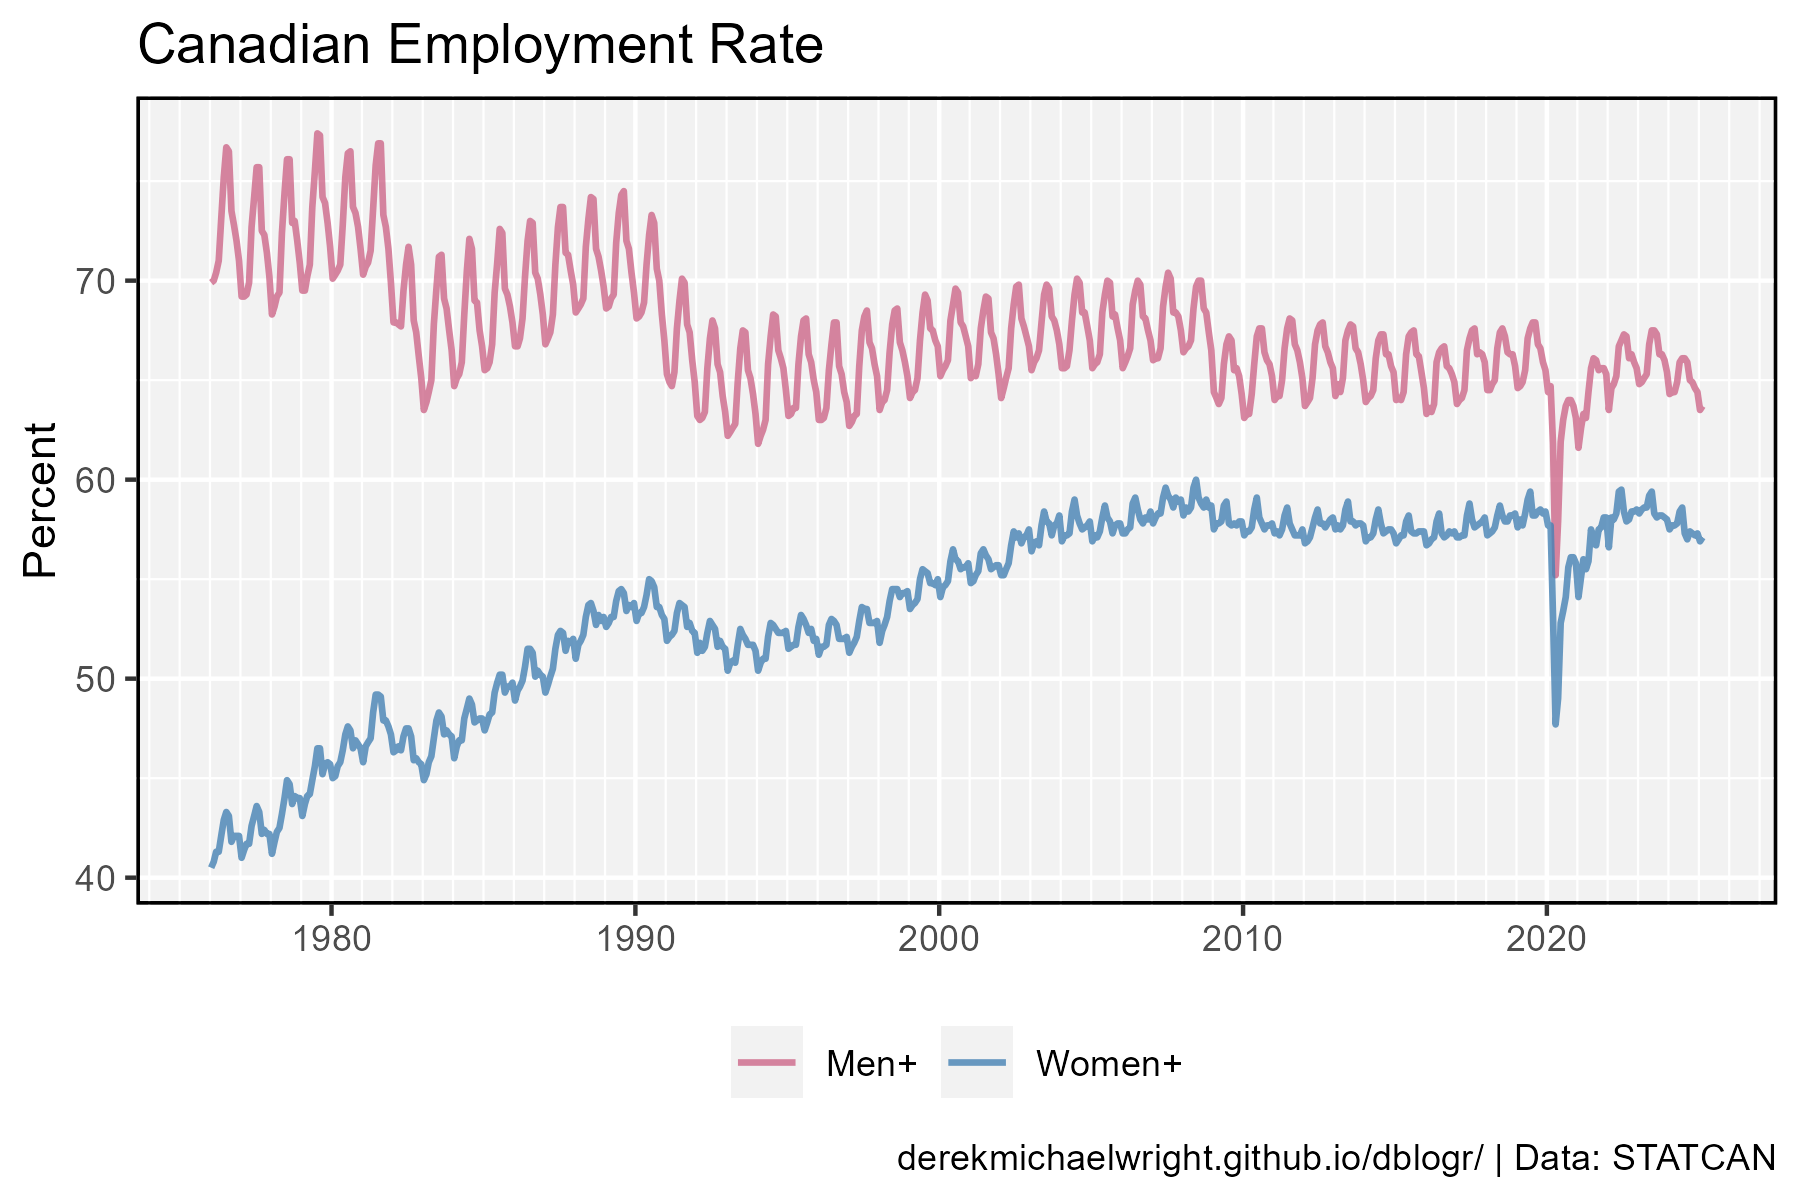 Canadian Employment Rate
Percent
70
60
50
40
1980 1990 2000 2010 2020
Men+ Women+
derekmichaelwright.github.io/dblogr/ | Data: STATCAN